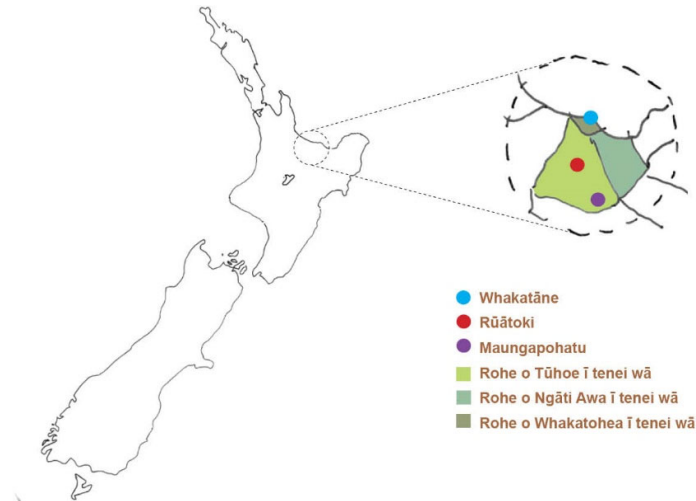 Whakatāne
Rūātoki
Maungapohatu
Rohe o Tūhoe ī tenei wā
Rohe o Ngāti Awa ī tenei wā
Rohe o Whakatohea ī tenei wā